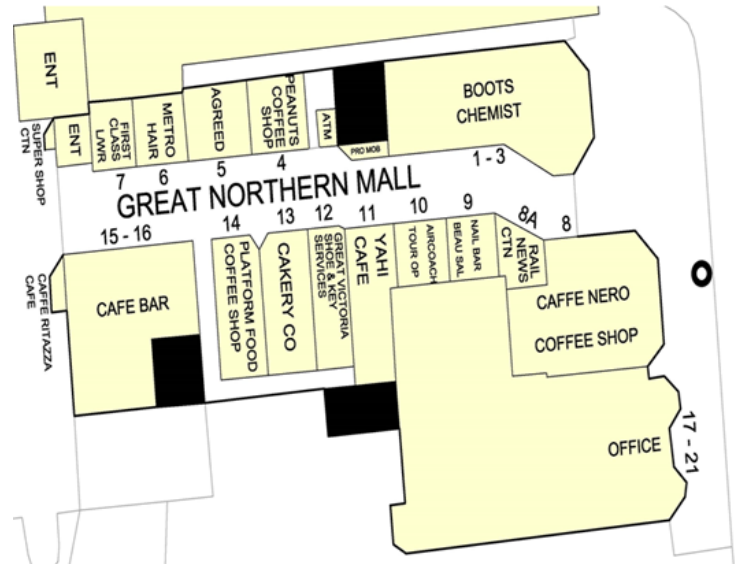 ENT
SUPER SHOP
CTN
ENT
FIRST
CLASS
L/WR
METRO
HAIR
AGREED
PEANUTS
COFFEE
SHOP
ATM
PRO MOB
BOOTS
CHEMIST
7
6
5
4
1 - 3
GREAT NORTHERN MALL
15 - 16
14
13
12
11
10
9
8A
8
CAFFE RITAZZA
CAFE
CAFE BAR
PLATFORM FOOD
COFFEE SHOP
CAKERY CO
GREAT VICTORIA
SHOE & KEY
SERVICES
YAHI
CAFE
AIRCOACH
TOUR OP
NAIL BAR
BEAU SAL
RAIL
NEWS
CTN
CAFFE NERO
COFFEE SHOP
OFFICE
17 - 21